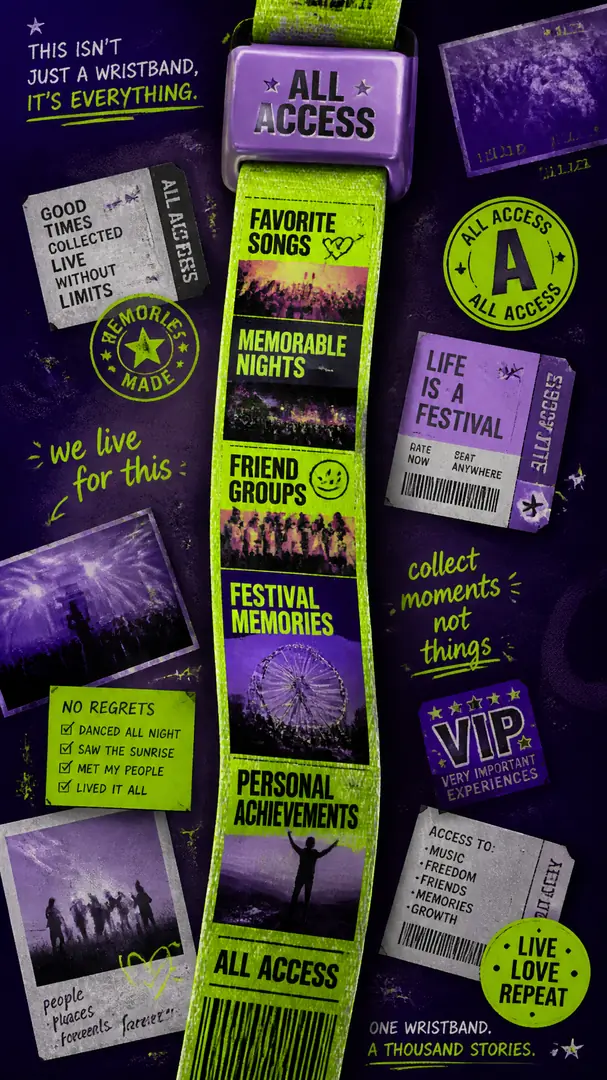 THIS ISN'T
JUST A WRISTBAND,
IT'S EVERYTHING.
ALL
ACCESS
GOOD
TIMES
COLLECTED
LIVE
WITHOUT
LIMITS
MEMORIES
MADE
FAVORITE
SONGS
MEMORABLE
NIGHTS
FRIEND
GROUPS
FESTIVAL
MEMORIES
PERSONAL
ACHIEVEMENTS
ALL ACCESS
ALL ACCESS
A
ALL ACCESS
LIFE
IS A
FESTIVAL
RATE
NOW
SEAT
ANYWHERE
we live
for this
collect
moments
not
things
NO REGRETS
DANCED ALL NIGHT
SAW THE SUNRISE
MET MY PEOPLE
LIVED IT ALL
VIP
VERY IMPORTANT
EXPERIENCES
ACCESS TO:
•MUSIC
•FREEDOM
•FRIENDS
•MEMORIES
•GROWTH
LIVE
LOVE
REPEAT
people
ONE WRISTBAND.
A THOUSAND STORIES.